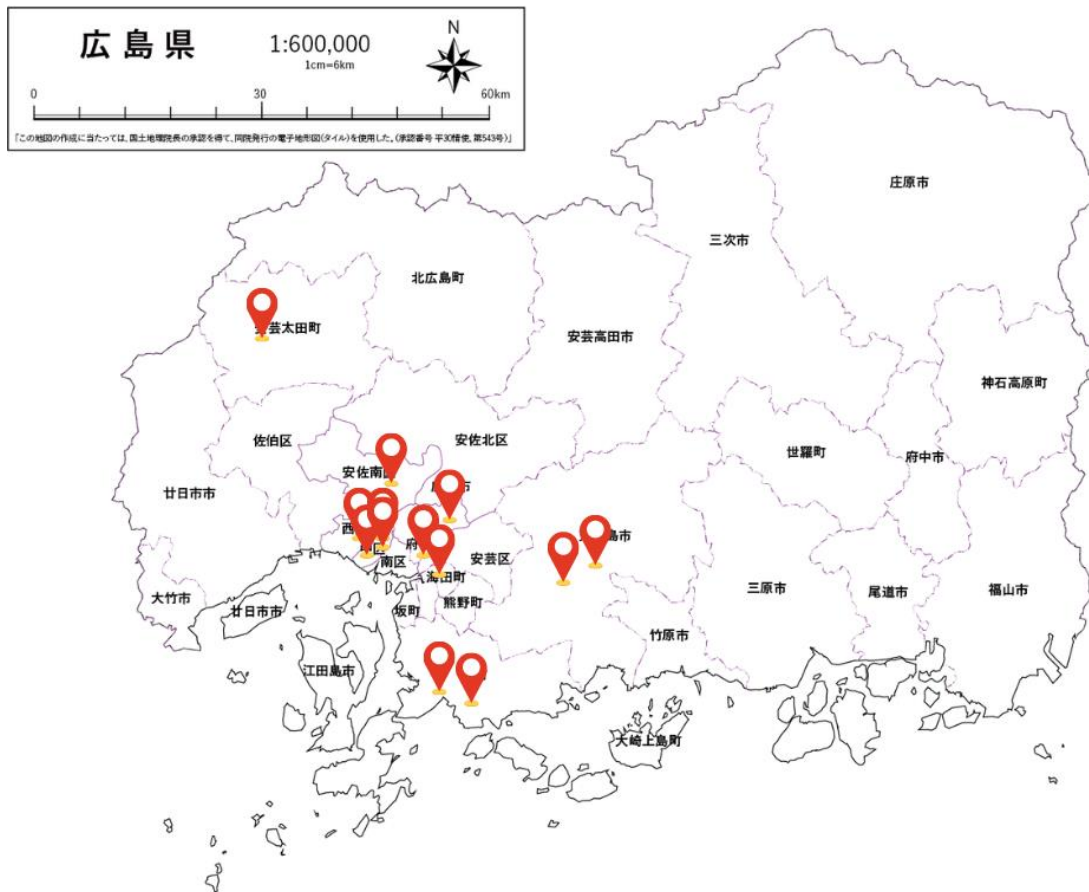 広島県
1:600,000
1cm=6km
N
0 30 60km
「この地図の作成に当たっては、国土地理院長の承認を得て、同院発行の電子地形図(タイル)を使用した。(承認番号 平30情使、第543号)」
庄原市
三次市
北広島町
芸太田町
安芸高田市
神石高原町
佐伯区
安佐北区
世羅町
府中市
安佐南
廿日市市
西
府
島市
安芸区
南区
海田町
三原市
尾道市
福山市
大竹市
廿日市市
坂町
熊野町
竹原市
江田島市
大崎上島町